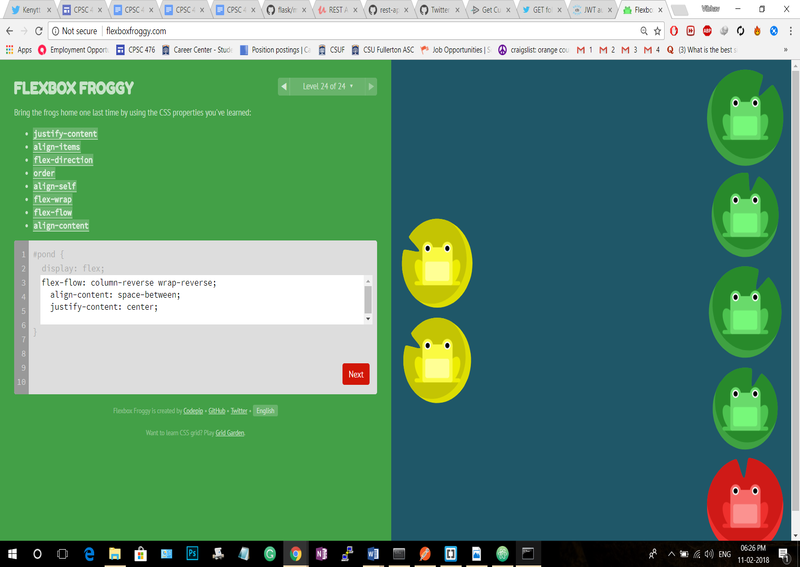 Kenytt
CPSC 4
CPSC 4
CPSC 4
CPSC 4
flask/m
REST A
rest-ap
Twitter
Get Cu
GET fo
JWT au
Flexbo
Not secure
flexboxfroggy.com
Apps
Employment Opportu
CPSC 476
Career Center - Stude
Position postings | Ca
CSUF
CSU Fullerton ASC
Job Opportunities | S
craigslist: orange cou
1
2
3
4
(3) What is the best o
FLEXBOX FROGGY
Level 24 of 24
Bring the frogs home one last time by using the CSS properties you've learned:
justify-content
align-items
flex-direction
order
align-self
flex-wrap
flex-flow
align-content
1 #pond {
2 display: flex;
3 flex-flow: column-reverse wrap-reverse;
4 align-content: space-between;
5 justify-content: center;
6 }
7
8
9
10
Next
Flexbox Froggy is created by Codepip • GitHub • Twitter • English
Want to learn CSS grid? Play Grid Garden.
ENG
06:26 PM
11-02-2018